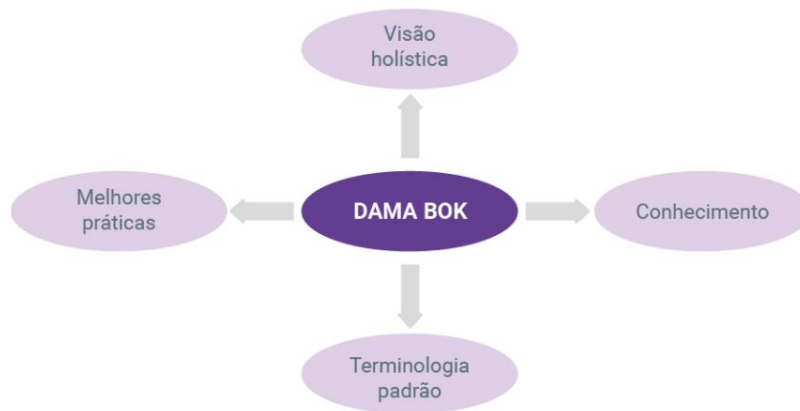 Visão
holística
Melhores
práticas
DAMA BOK
Conhecimento
Terminologia
padrão